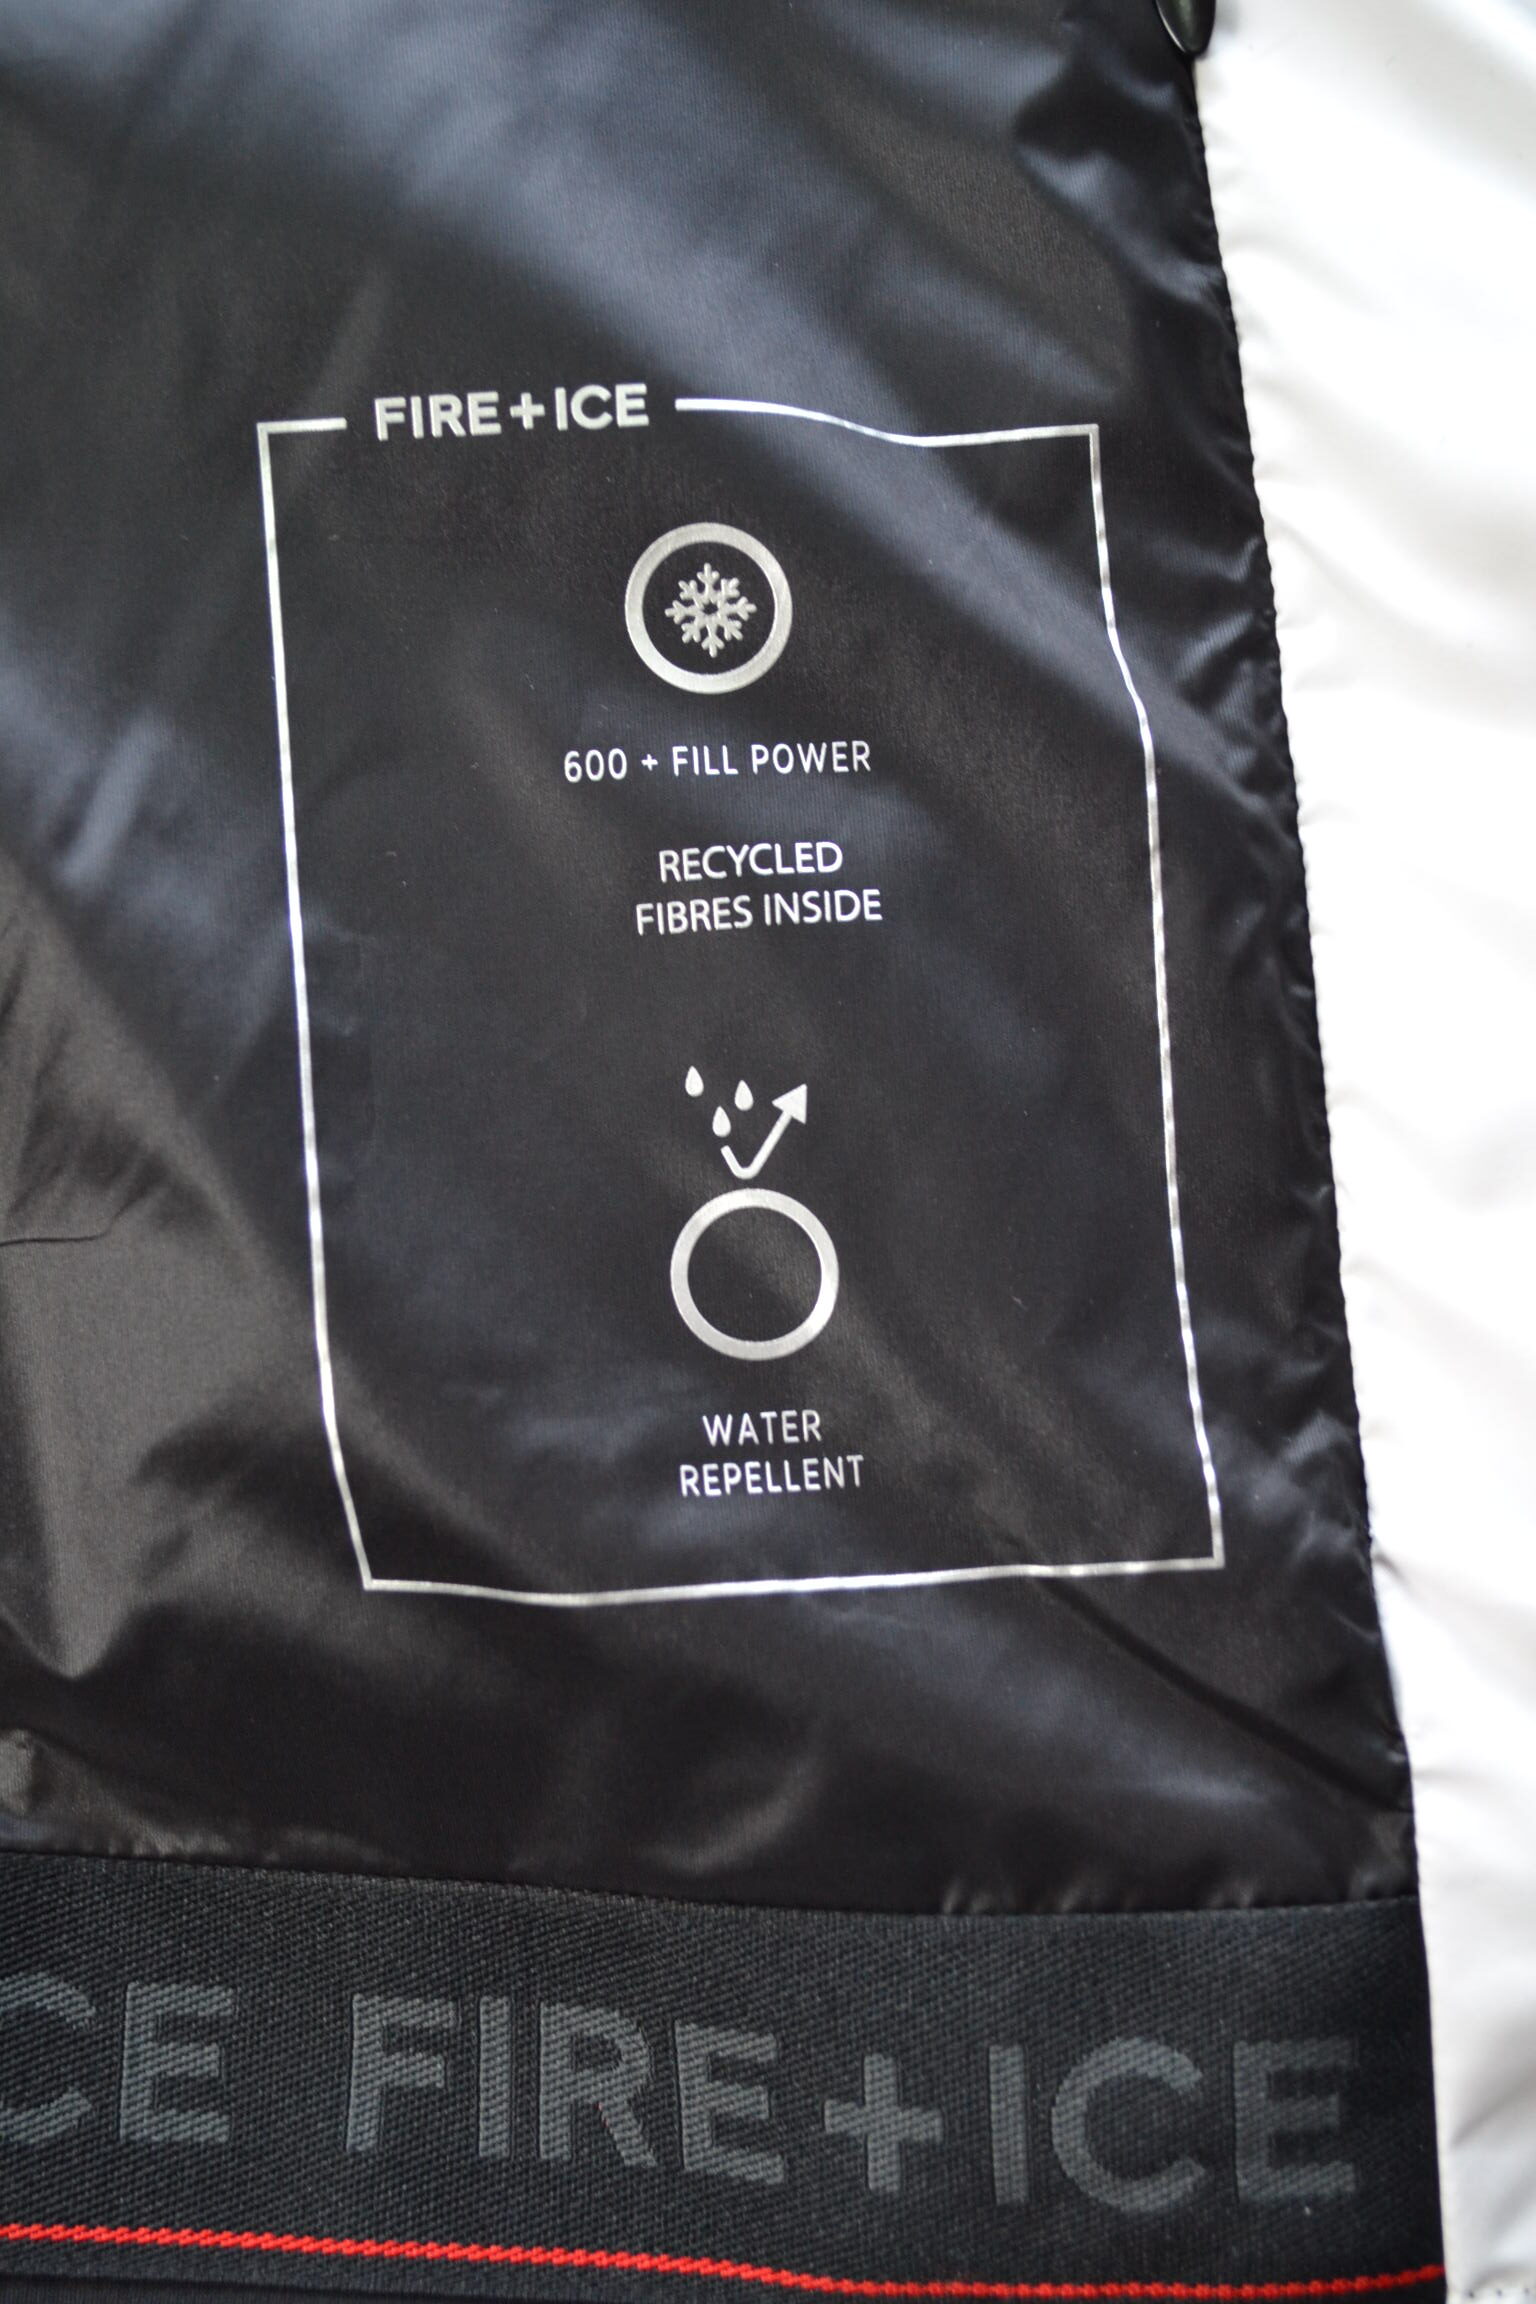 FIRE+ICE
600 + FILL POWER
RECYCLED
FIBRES INSIDE
WATER
REPELLENT
CE FIRE+ICE